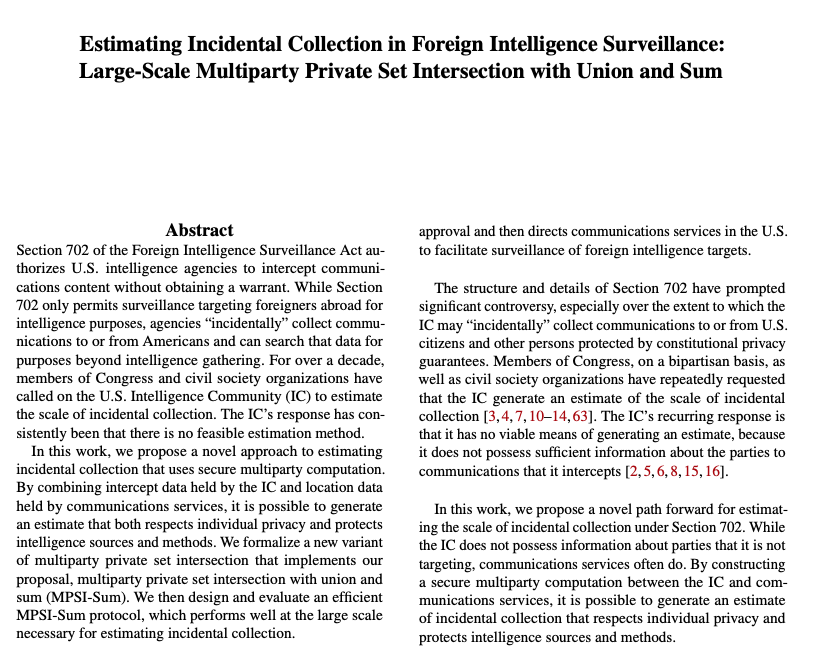 Estimating Incidental Collection in Foreign Intelligence Surveillance:
Large-Scale Multiparty Private Set Intersection with Union and Sum
Abstract
Section 702 of the Foreign Intelligence Surveillance Act au-
thorizes U.S. intelligence agencies to intercept communi-
cations content without obtaining a warrant. While Section
702 only permits surveillance targeting foreigners abroad for
intelligence purposes, agencies “incidentally” collect commu-
nications to or from Americans and can search that data for
purposes beyond intelligence gathering. For over a decade,
members of Congress and civil society organizations have
called on the U.S. Intelligence Community (IC) to estimate
the scale of incidental collection. The IC’s response has con-
sistently been that there is no feasible estimation method.
In this work, we propose a novel approach to estimating
incidental collection that uses secure multiparty computation.
By combining intercept data held by the IC and location data
held by communications services, it is possible to generate
an estimate that both respects individual privacy and protects
intelligence sources and methods. We formalize a new variant
of multiparty private set intersection that implements our
proposal, multiparty private set intersection with union and
sum (MPSI-Sum). We then design and evaluate an efficient
MPSI-Sum protocol, which performs well at the large scale
necessary for estimating incidental collection.
approval and then directs communications services in the U.S.
to facilitate surveillance of foreign intelligence targets.
The structure and details of Section 702 have prompted
significant controversy, especially over the extent to which the
IC may “incidentally” collect communications to or from U.S.
citizens and other persons protected by constitutional privacy
guarantees. Members of Congress, on a bipartisan basis, as
well as civil society organizations have repeatedly requested
that the IC generate an estimate of the scale of incidental
collection [3,4,7,10–14,63]. The IC’s recurring response is
that it has no viable means of generating an estimate, because
it does not possess sufficient information about the parties to
communications that it intercepts [2,5,6,8,15,16].
In this work, we propose a novel path forward for estimat-
ing the scale of incidental collection under Section 702. While
the IC does not possess information about parties that it is not
targeting, communications services often do. By constructing
a secure multiparty computation between the IC and com-
munications services, it is possible to generate an estimate
of incidental collection that respects individual privacy and
protects intelligence sources and methods.